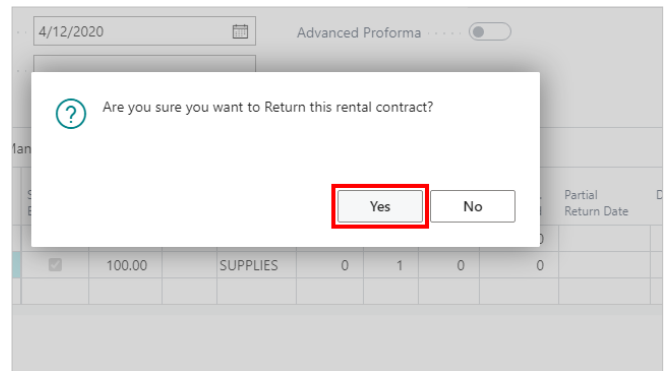 4/12/2020
Advanced Proforma
Are you sure you want to Return this rental contract?
Yes
No
Partial
Return Date
100.00 SUPPLIES 0 1 0 0